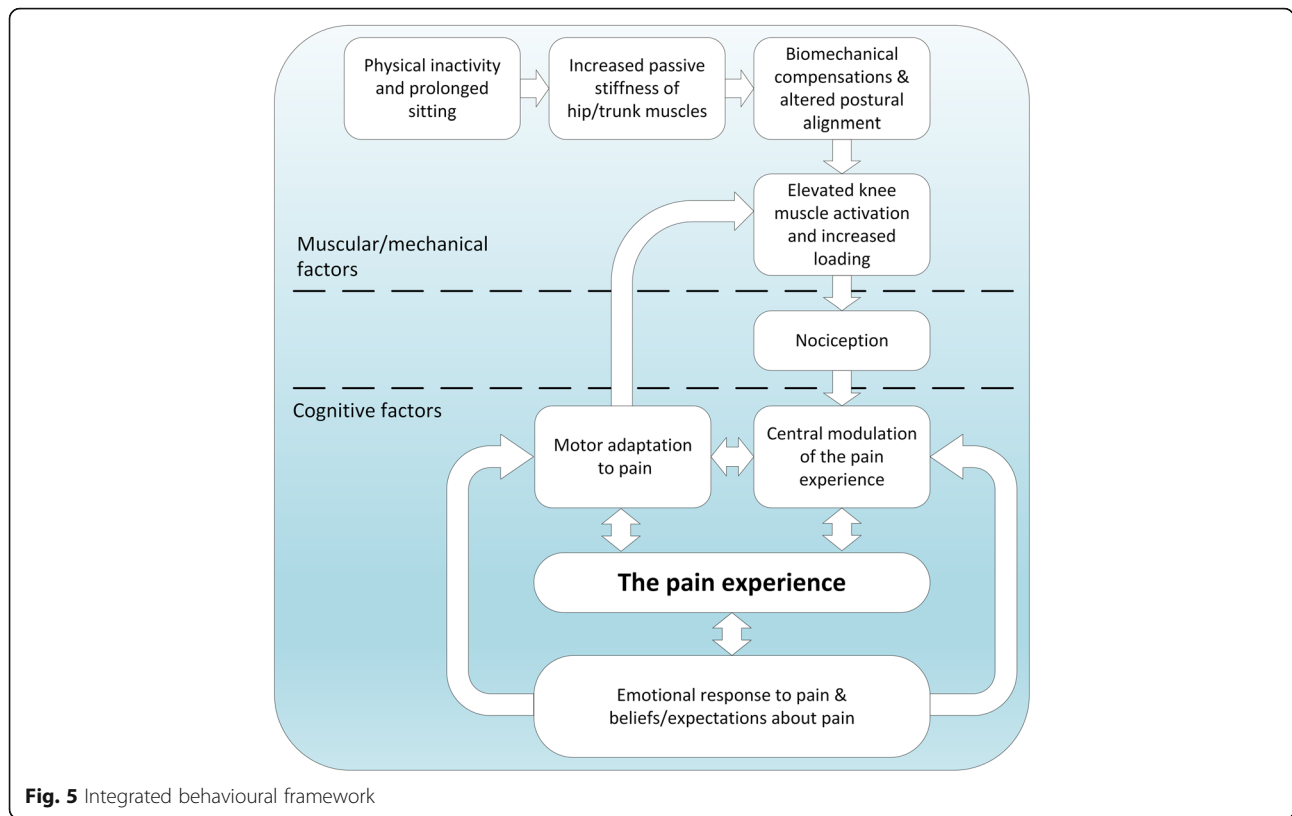 Physical inactivity
and prolonged
sitting
Increased passive
stiffness of
hip/trunk muscles
Biomechanical
compensations &
altered postural
alignment
Elevated knee
muscle activation
and increased
loading
Muscular/mechanical
factors
Nociception
Cognitive factors
Motor adaptation
to pain
Central modulation
of the pain
experience
The pain experience
Emotional response to pain &
beliefs/expectations about pain
Fig. 5 Integrated behavioural framework